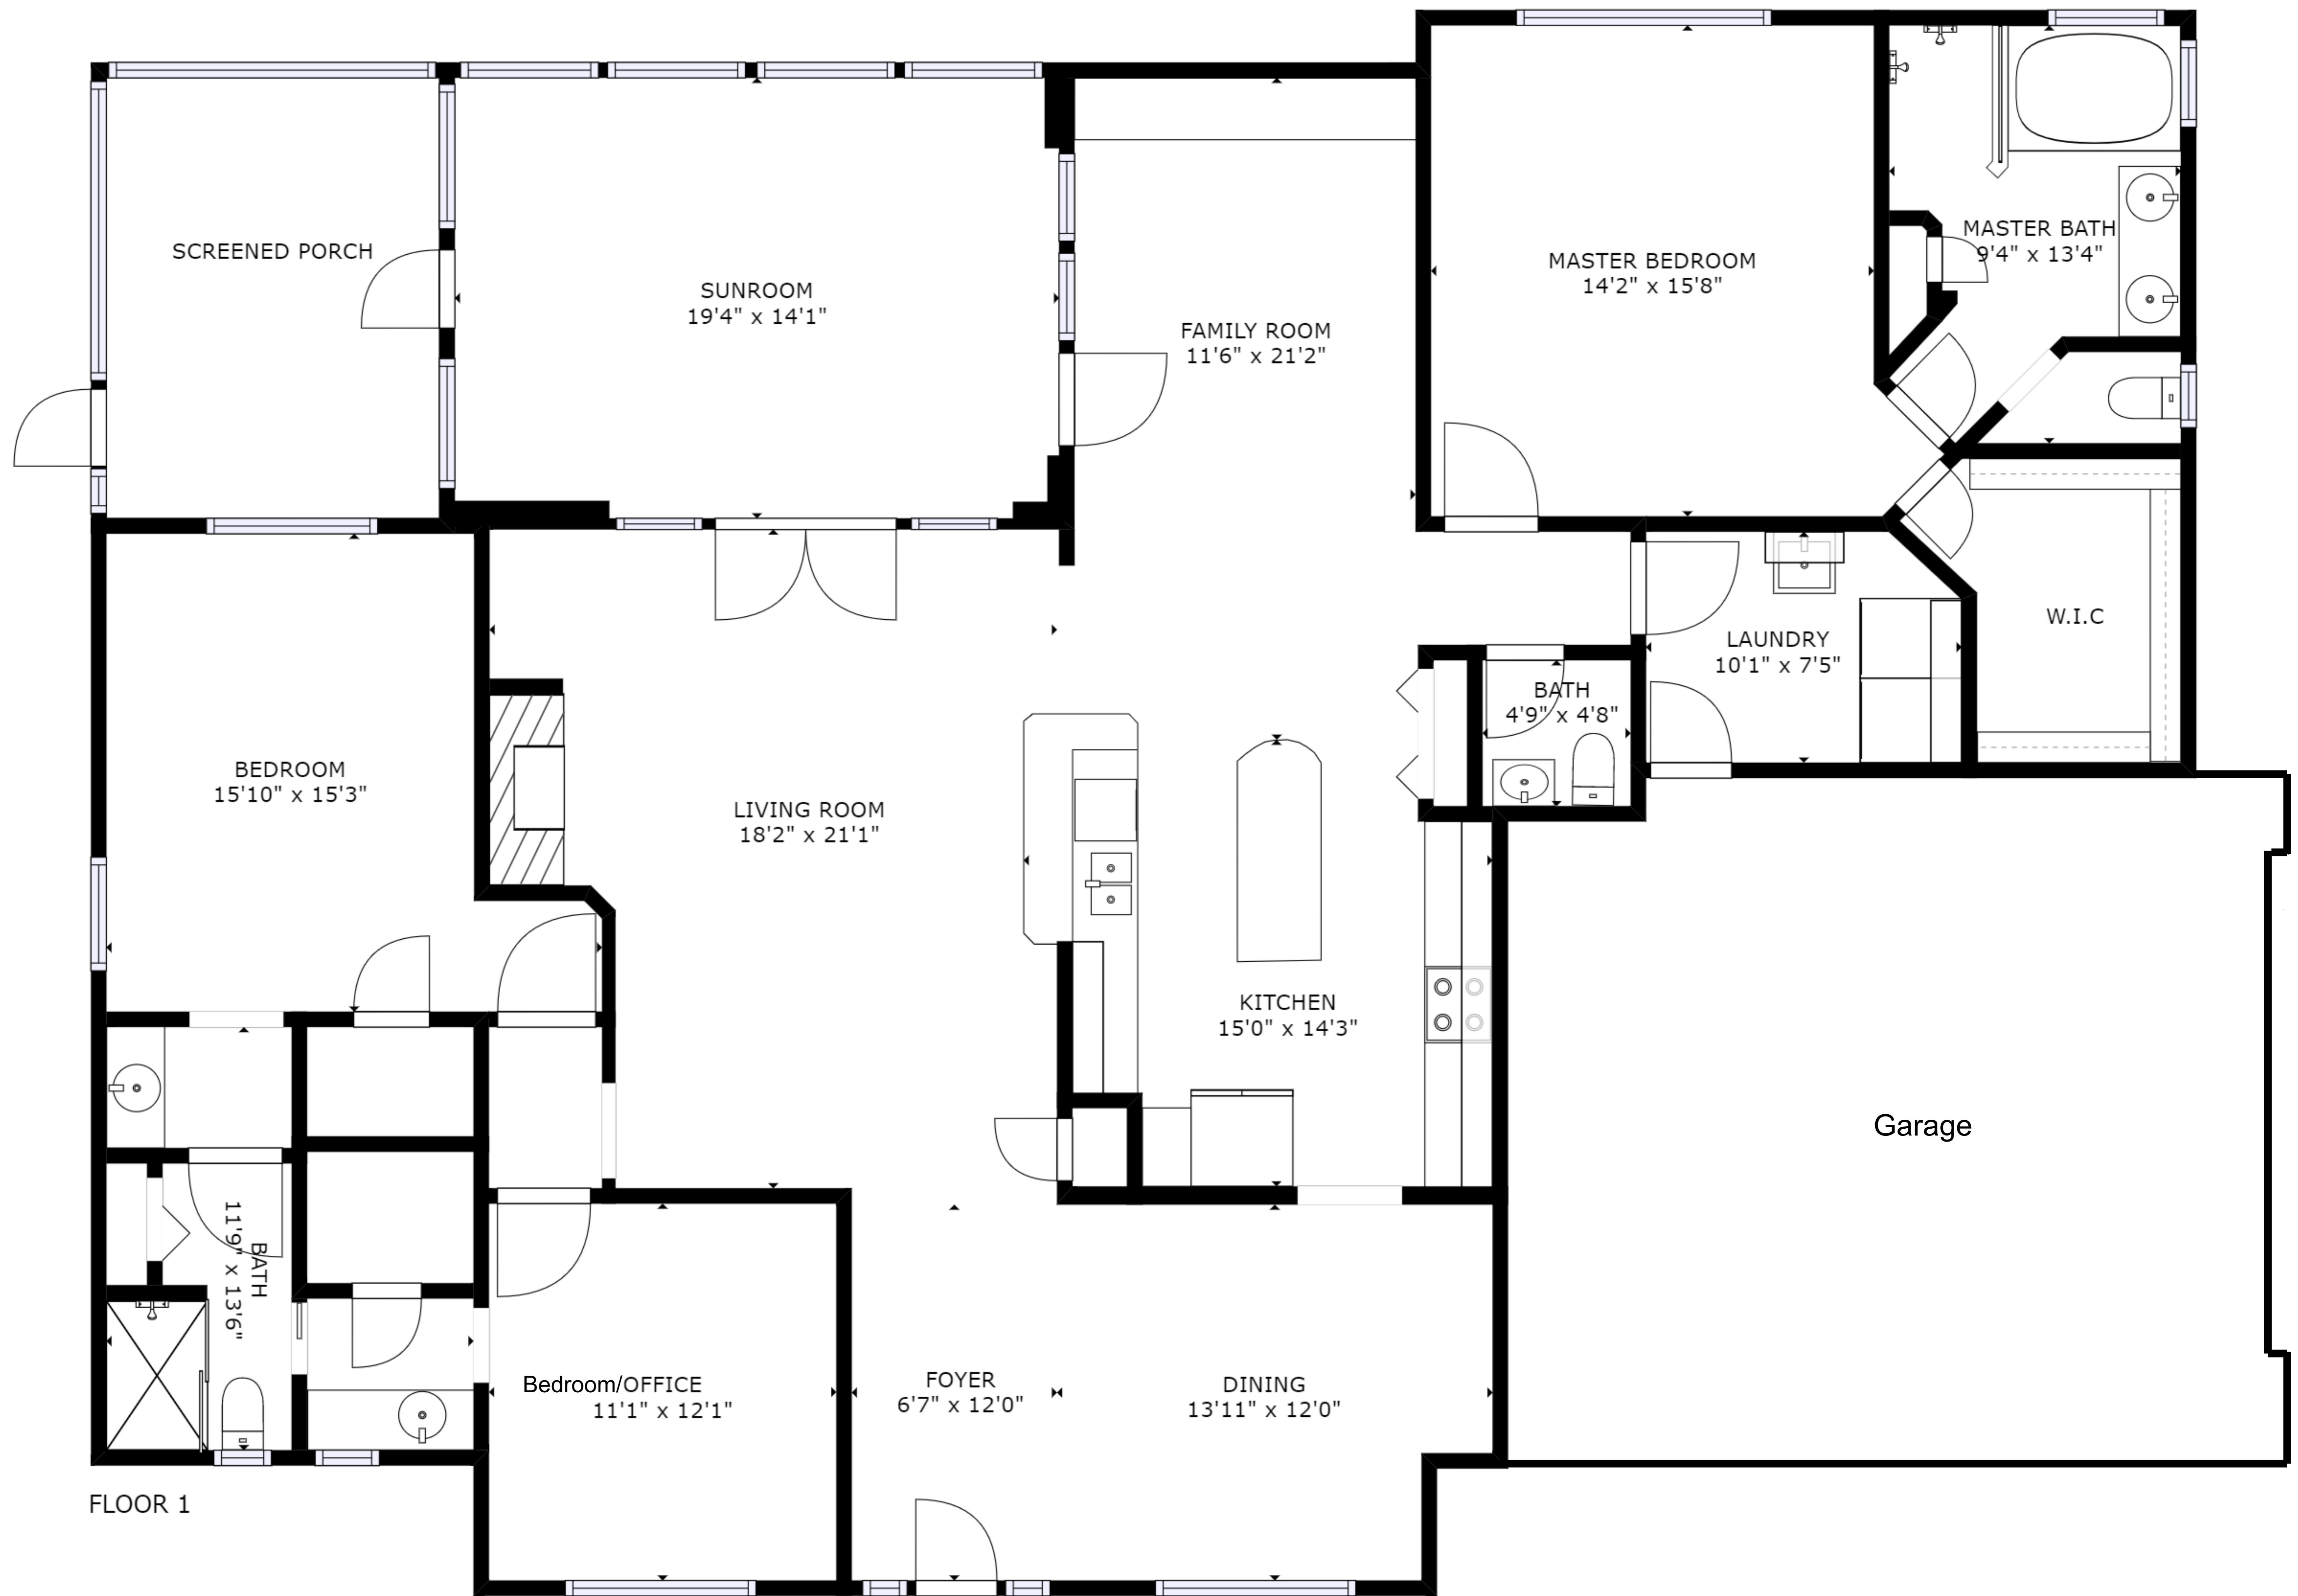 SCREENED PORCH
SUNROOM
19'4" x 14'1"
FAMILY ROOM
11'6" x 21'2"
MASTER BEDROOM
14'2" x 15'8"
MASTER BATH
9'4" x 13'4"
W.I.C
LAUNDRY
10'1" x 7'5"
BATH
4'9" x 4'8"
BEDROOM
15'10" x 15'3"
LIVING ROOM
18'2" x 21'1"
KITCHEN
15'0" x 14'3"
Garage
BATH
11'9" x 13'6"
Bedroom/OFFICE
11'1" x 12'1"
FOYER
6'7" x 12'0"
DINING
13'11" x 12'0"
FLOOR 1